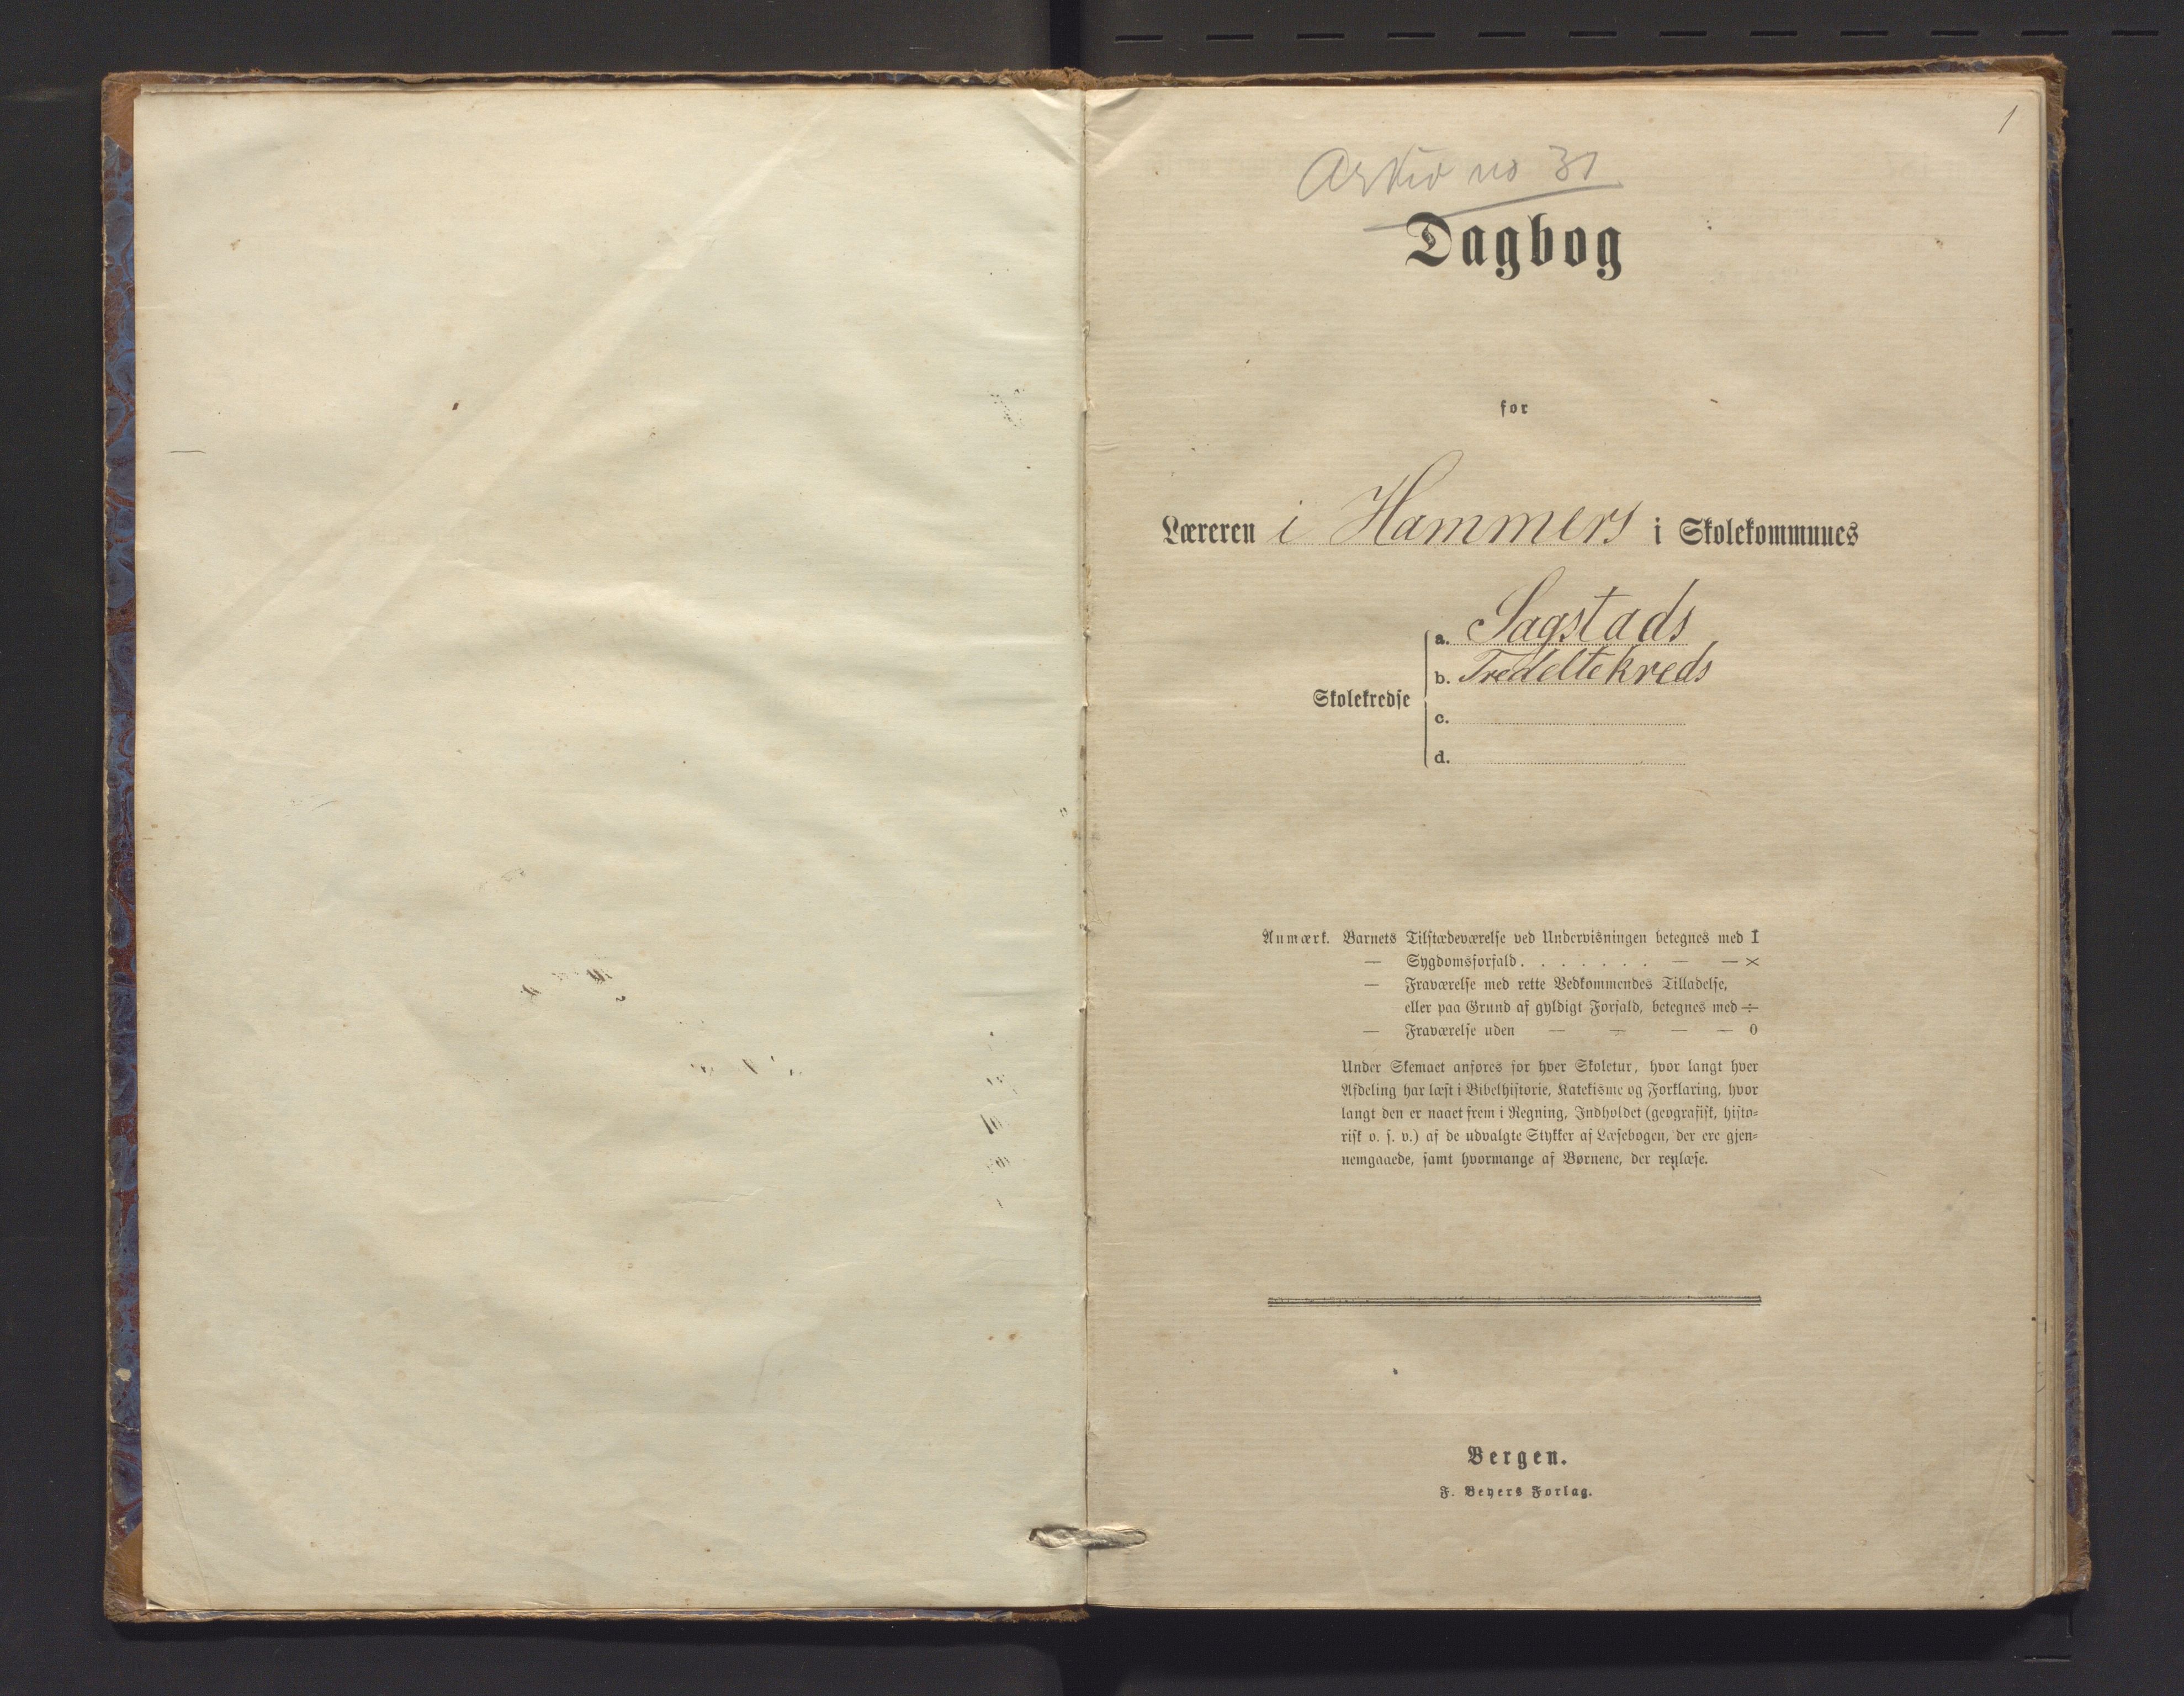 1
Arkiv no 31
Dagbog
for
Læreren i Hammers i Skolekommunes
Skolekredse
a. Sagstads
b. Tredeltekreds
c.
d.
Anmærk. Barnets Tilstædeværelse ved Undervisningen betegnes med I
— Sygdomsforfald . . . . . . . — — ×
— Fraværelse med rette Vedkommendes Tilladelse,
eller paa Grund af gyldigt Forfald, betegnes med ÷
— Fraværelse uden — — — — 0
Under Skemaet anføres for hver Skoletur, hvor langt hver
Afdeling har læst i Bibelhistorie, Katekisme og Forklaring, hvor
langt den er naaet frem i Regning, Indholdet (geografisk, histo-
risk o. s. v.) af de udvalgte Stykker af Læsebogen, der ere gjen-
nemgaaede, samt hvormange af Børnene, der renlæse.
Bergen.
F. Beyers Forlag.